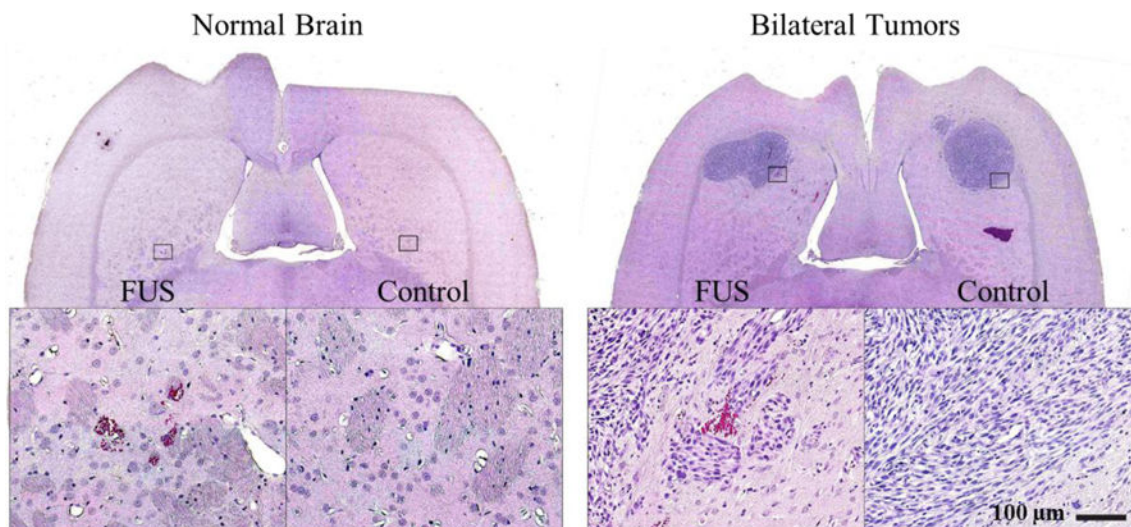 Normal Brain
Bilateral Tumors
FUS
Control
FUS
Control
100 μm